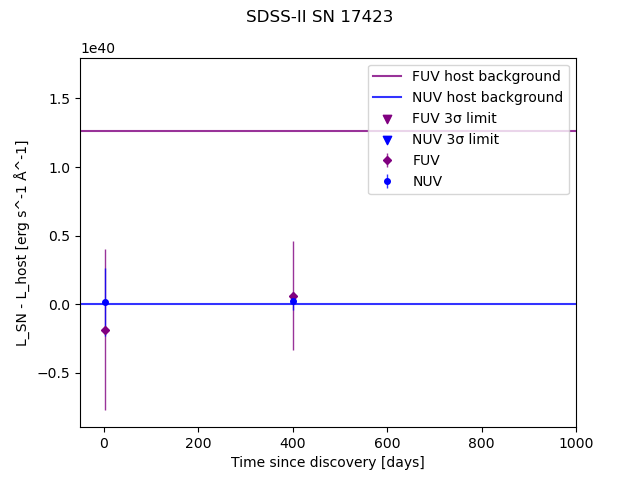 SDSS-II SN 17423
1e40
FUV host background
NUV host background
FUV 3σ limit
NUV 3σ limit
FUV
NUV
1.5
1.0
0.5
0.0
−0.5
L_SN - L_host [erg s^-1 Å^-1]
0 200 400 600 800 1000
Time since discovery [days]